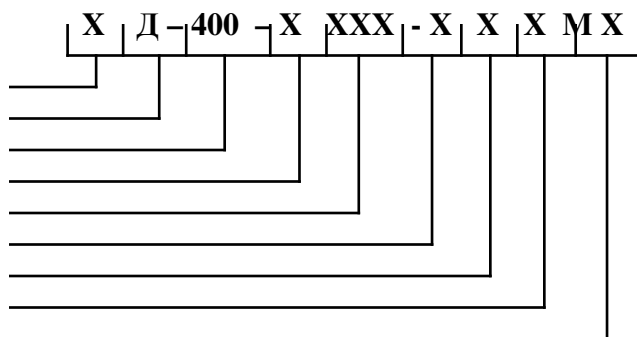 Х Д – 400 – Х ХХХ - Х Х Х М Х